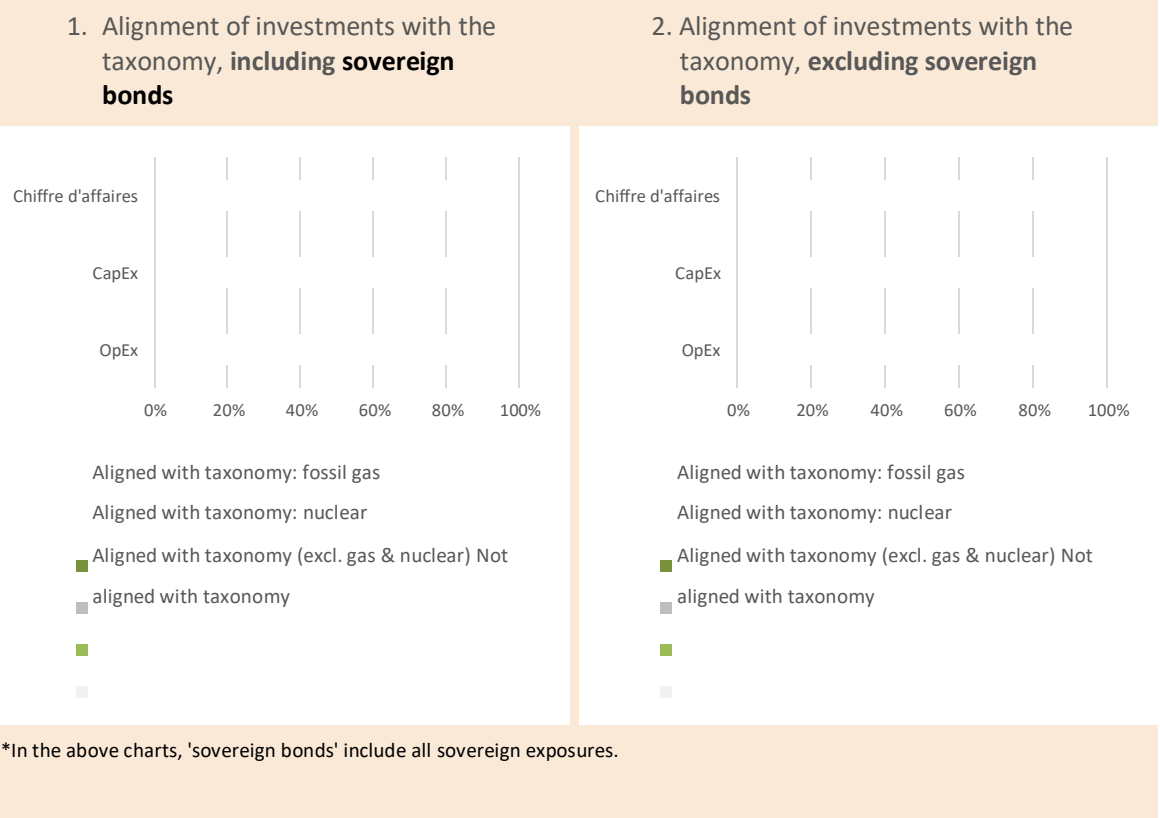 1. Alignment of investments with the
taxonomy, including sovereign
bonds
2. Alignment of investments with the
taxonomy, excluding sovereign
bonds
Chiffre d'affaires
CapEx
OpEx
0% 20% 40% 60% 80% 100%
Aligned with taxonomy: fossil gas
Aligned with taxonomy: nuclear
Aligned with taxonomy (excl. gas & nuclear) Not
aligned with taxonomy
Chiffre d'affaires
CapEx
OpEx
0% 20% 40% 60% 80% 100%
Aligned with taxonomy: fossil gas
Aligned with taxonomy: nuclear
Aligned with taxonomy (excl. gas & nuclear) Not
aligned with taxonomy
*In the above charts, 'sovereign bonds' include all sovereign exposures.